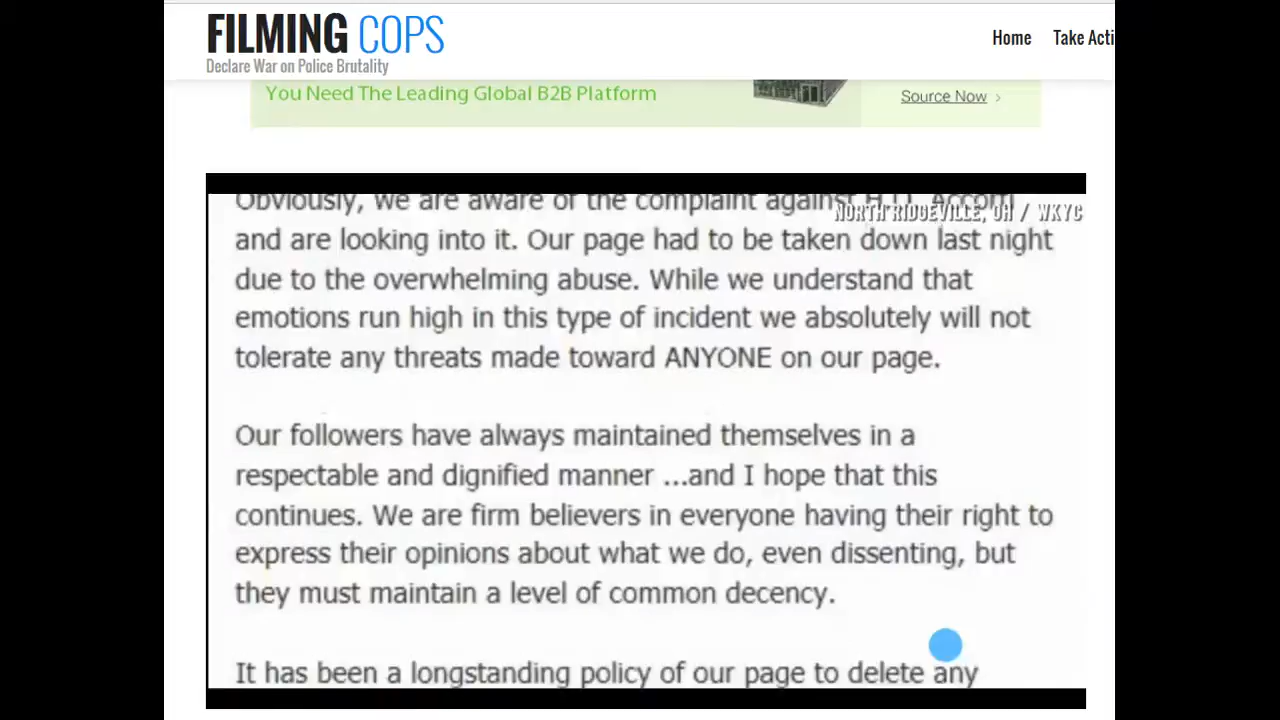 FILMING COPS
Declare War on Police Brutality
Home Take Acti
You Need The Leading Global B2B Platform
Source Now
Obviously, we are aware of the complaint against H.O. Accorti
NORTH RIDGEVILLE, OH / WKYC
and are looking into it. Our page had to be taken down last night
due to the overwhelming abuse. While we understand that
emotions run high in this type of incident we absolutely will not
tolerate any threats made toward ANYONE on our page.
Our followers have always maintained themselves in a
respectable and dignified manner ...and I hope that this
continues. We are firm believers in everyone having their right to
express their opinions about what we do, even dissenting, but
they must maintain a level of common decency.
It has been a longstanding policy of our page to delete any